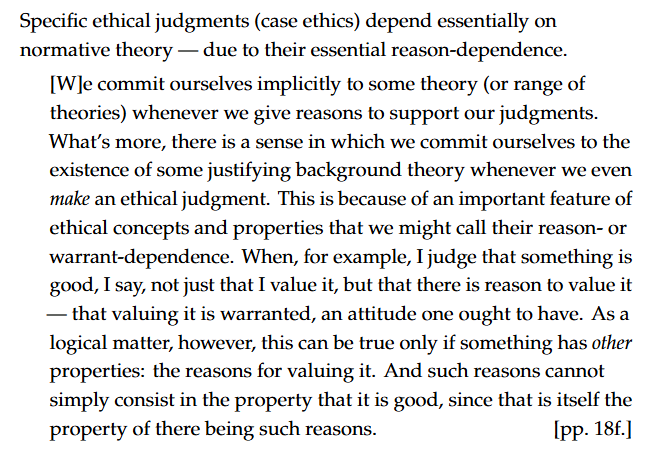 Specific ethical judgments (case ethics) depend essentially on
normative theory — due to their essential reason-dependence.
[W]e commit ourselves implicitly to some theory (or range of
theories) whenever we give reasons to support our judgments.
What's more, there is a sense in which we commit ourselves to the
existence of some justifying background theory whenever we even
make an ethical judgment. This is because of an important feature of
ethical concepts and properties that we might call their reason- or
warrant-dependence. When, for example, I judge that something is
good, I say, not just that I value it, but that there is reason to value it
— that valuing it is warranted, an attitude one ought to have. As a
logical matter, however, this can be true only if something has other
properties: the reasons for valuing it. And such reasons cannot
simply consist in the property that it is good, since that is itself the
property of there being such reasons. [pp. 18f.]